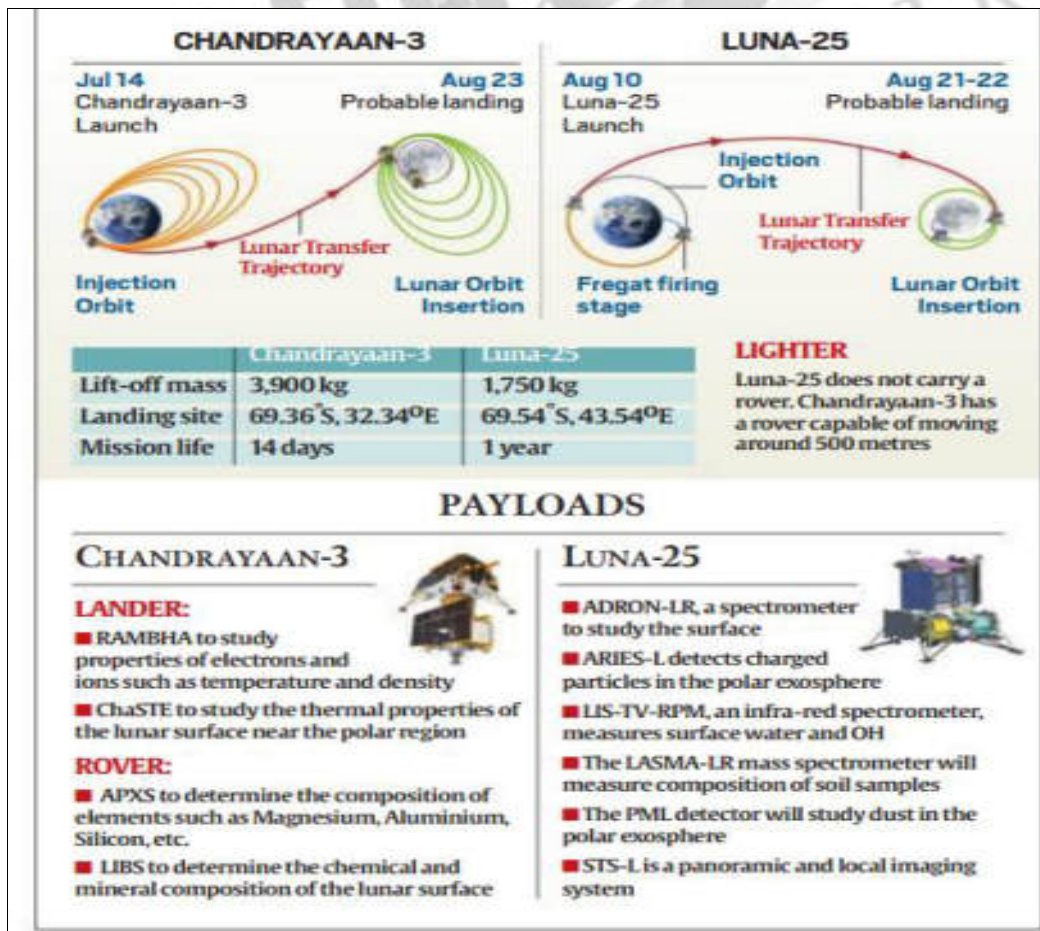 CHANDRAYAAN-3
Jul 14
Chandrayaan-3
Launch
Aug 23
Probable landing
Lunar Transfer
Trajectory
Injection
Orbit
Lunar Orbit
Insertion
LUNA-25
Aug 10
Luna-25
Launch
Aug 21-22
Probable landing
Injection
Orbit
Lunar Transfer
Trajectory
Fregat firing
stage
Lunar Orbit
Insertion
Chandrayaan-3 Luna-25
Lift-off mass 3,900 kg 1,750 kg
Landing site 69.36°S, 32.34ºE 69.54°S, 43.54ºE
Mission life 14 days 1 year
LIGHTER
Luna-25 does not carry a
rover. Chandrayaan-3 has
a rover capable of moving
around 500 metres
PAYLOADS
CHANDRAYAAN-3
LANDER:
RAMBHA to study
properties of electrons and
ions such as temperature and density
ChaSTE to study the thermal properties of
the lunar surface near the polar region
ROVER:
APXS to determine the composition of
elements such as Magnesium, Aluminium,
Silicon, etc.
LIBS to determine the chemical and
mineral composition of the lunar surface
LUNA-25
ADRON-LR, a spectrometer
to study the surface
ARIES-L detects charged
particles in the polar exosphere
LIS-TV-RPM, an infra-red spectrometer,
measures surface water and OH
The LASMA-LR mass spectrometer will
measure composition of soil samples
The PML detector will study dust in the
polar exosphere
STS-L is a panoramic and local imaging
system